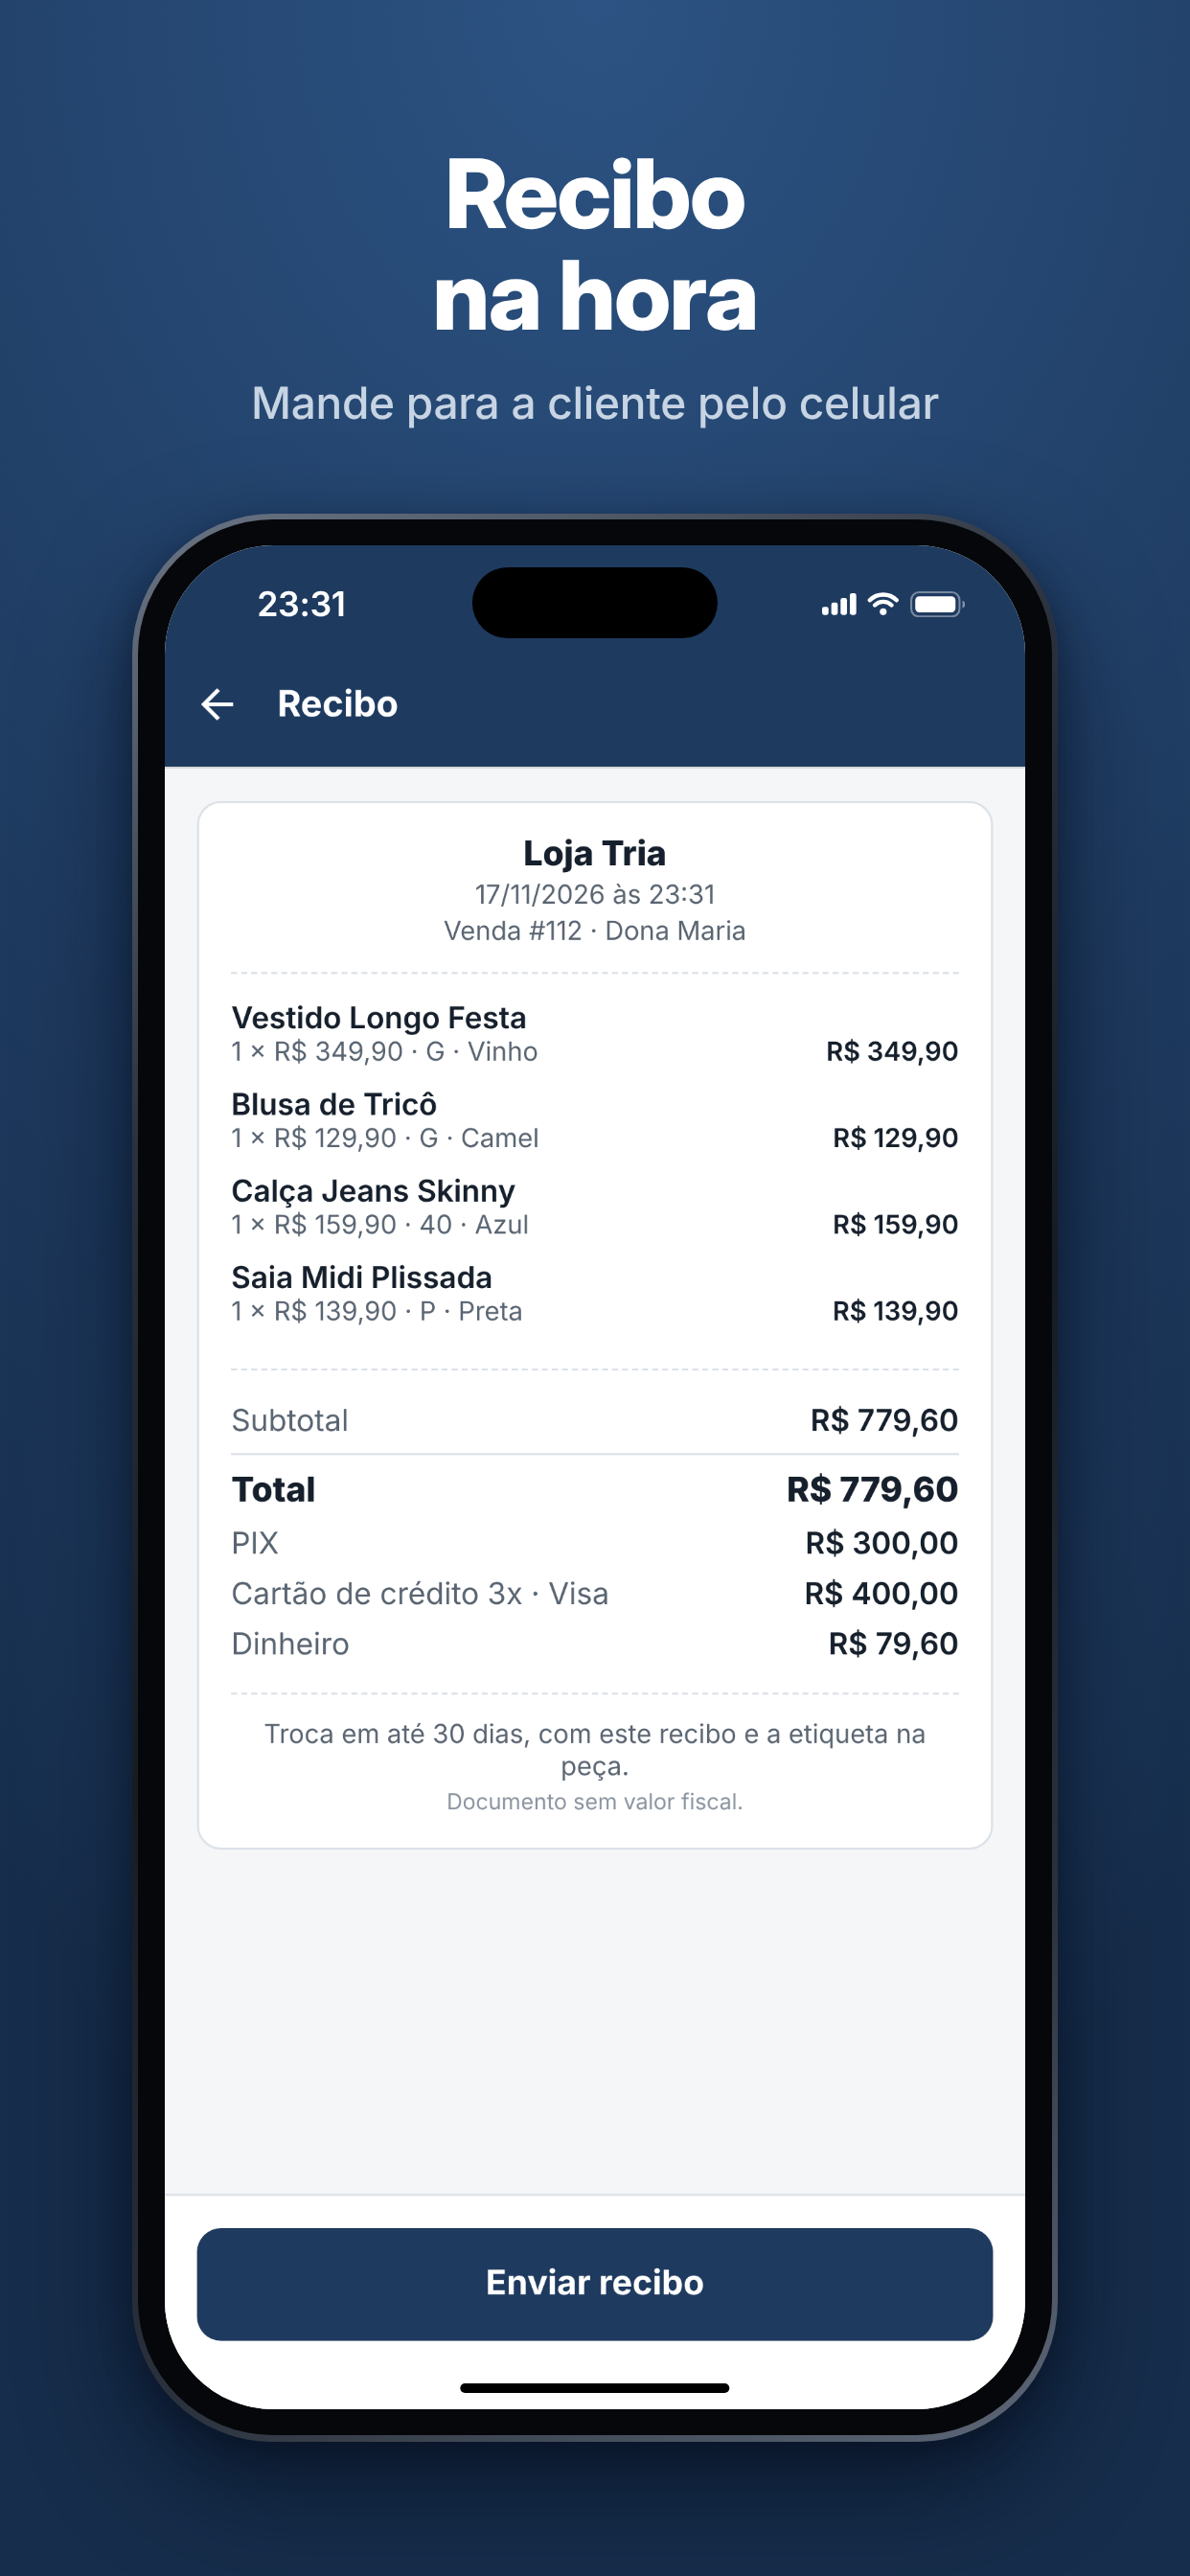 Recibo
na hora
Mande para a cliente pelo celular
23:31
Recibo
Loja Tria
17/11/2026 às 23:31
Venda #112 · Dona Maria
Vestido Longo Festa
1 × R$ 349,90 · G · Vinho R$ 349,90
Blusa de Tricô
1 × R$ 129,90 · G · Camel R$ 129,90
Calça Jeans Skinny
1 × R$ 159,90 · 40 · Azul R$ 159,90
Saia Midi Plissada
1 × R$ 139,90 · P · Preta R$ 139,90
Subtotal R$ 779,60
Total R$ 779,60
PIX R$ 300,00
Cartão de crédito 3x · Visa R$ 400,00
Dinheiro R$ 79,60
Troca em até 30 dias, com este recibo e a etiqueta na
peça.
Documento sem valor fiscal.
Enviar recibo